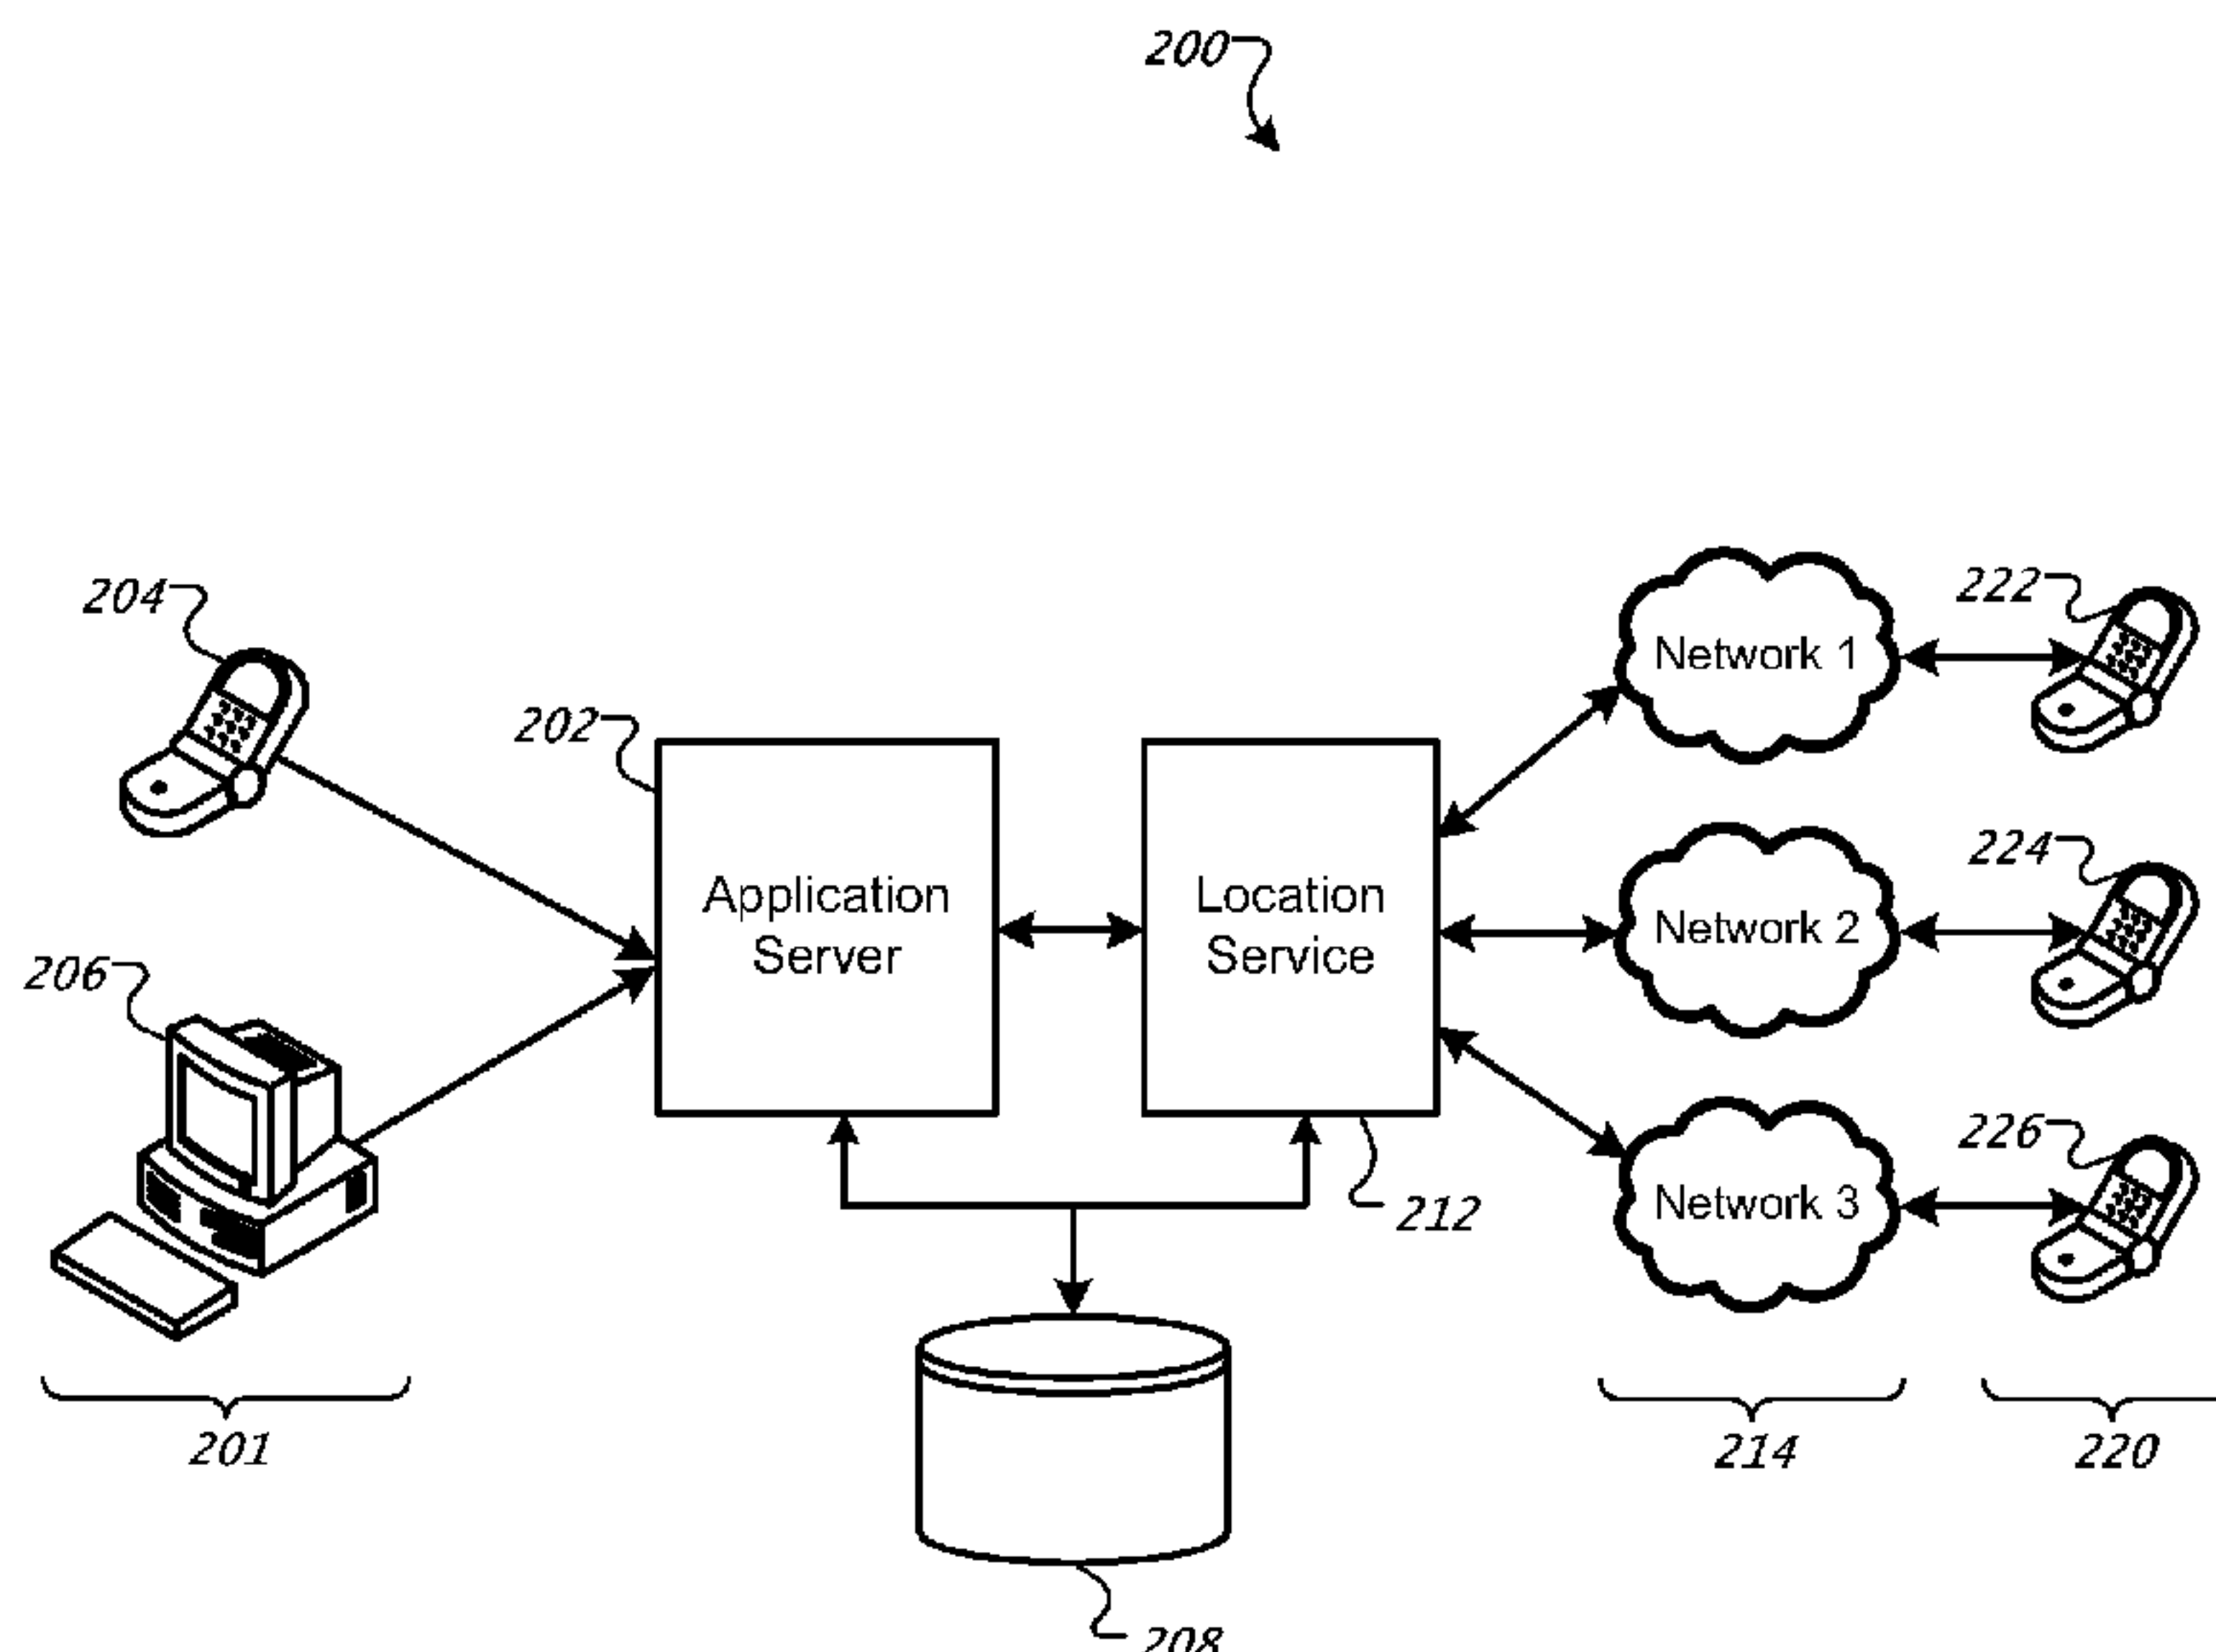 200
204
202
206
Application
Server
Location
Service
Network 1
222
Network 2
224
Network 3
226
212
201
214
220
208